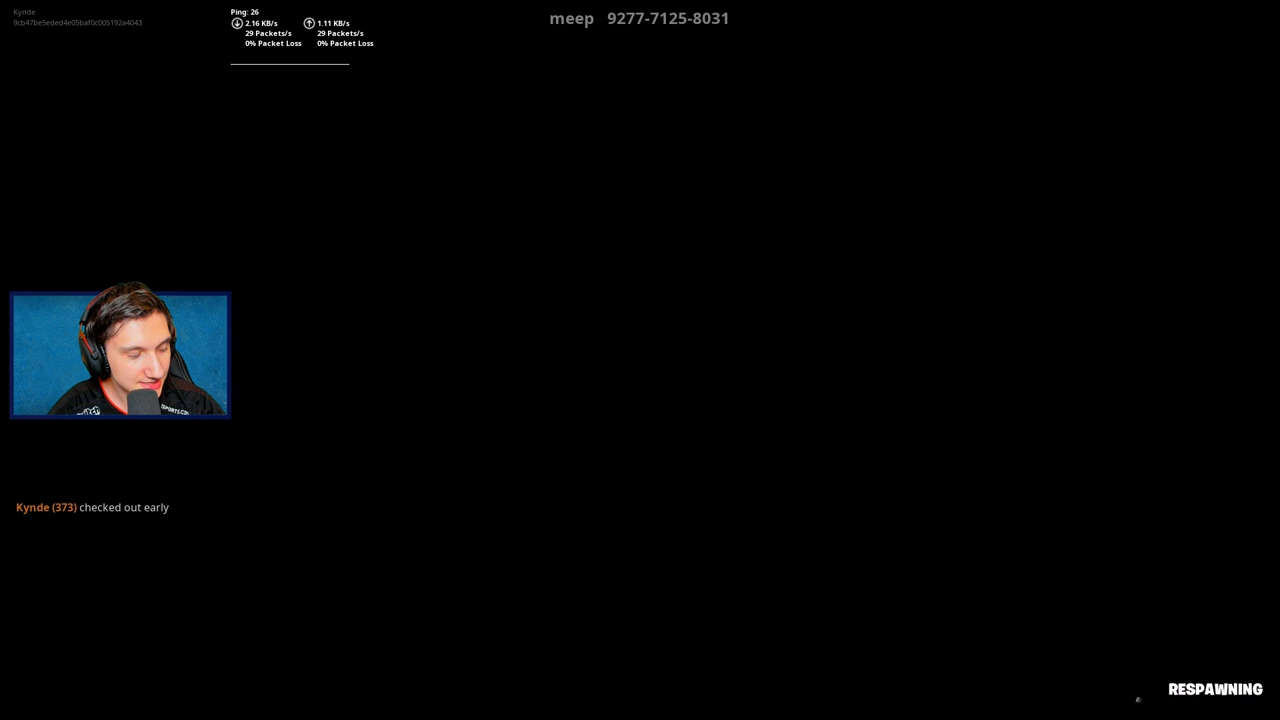 Kynde
9cb47be5eded4e05baf0c005192a4043
Ping: 26
2.16 KB/s 1.11 KB/s
29 Packets/s 29 Packets/s
0% Packet Loss 0% Packet Loss
meep 9277-7125-8031
Kynde (373) checked out early
RESPAWNING